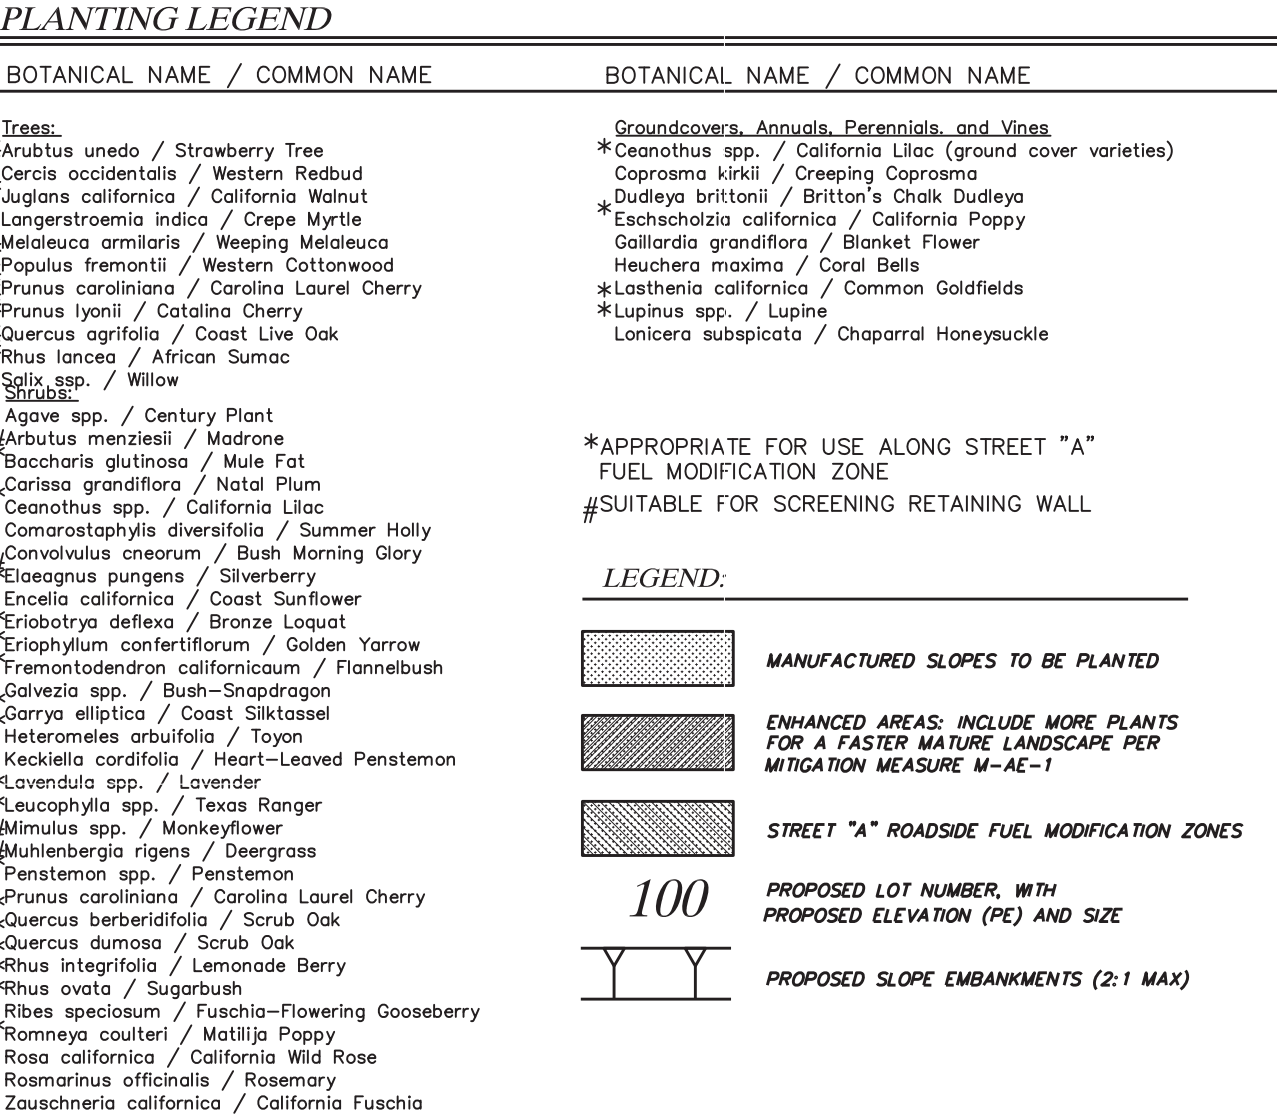 PLANTING LEGEND
BOTANICAL NAME / COMMON NAME
Trees:
Arubtus unedo / Strawberry Tree
Cercis occidentalis / Western Redbud
Juglans californica / California Walnut
Langerstroemia indica / Crepe Myrtle
Melaleuca armilaris / Weeping Melaleuca
Populus fremontii / Western Cottonwood
Prunus caroliniana / Carolina Laurel Cherry
Prunus lyonii / Catalina Cherry
Quercus agrifolia / Coast Live Oak
Rhus lancea / African Sumac
Salix ssp. / Willow
Shrubs:
Agave spp. / Century Plant
Arbutus menziesii / Madrone
Baccharis glutinosa / Mule Fat
Carissa grandiflora / Natal Plum
Ceanothus spp. / California Lilac
Comarostaphylis diversifolia / Summer Holly
Convolvulus cneorum / Bush Morning Glory
Elaeagnus pungens / Silverberry
Encelia californica / Coast Sunflower
Eriobotrya deflexa / Bronze Loquat
Eriophyllum confertiflorum / Golden Yarrow
Fremontodendron californicaum / Flannelbush
Galvezia spp. / Bush-Snapdragon
Garrya elliptica / Coast Silktassel
Heteromeles arbuifolia / Toyon
Keckiella cordifolia / Heart-Leaved Penstemon
Lavendula spp. / Lavender
Leucophylla spp. / Texas Ranger
Mimulus spp. / Monkeyflower
Muhlenbergia rigens / Deergrass
Penstemon spp. / Penstemon
Prunus caroliniana / Carolina Laurel Cherry
Quercus berberidifolia / Scrub Oak
Quercus dumosa / Scrub Oak
Rhus integrifolia / Lemonade Berry
Rhus ovata / Sugarbush
Ribes speciosum / Fuschia-Flowering Gooseberry
Romneya coulteri / Matilija Poppy
Rosa californica / California Wild Rose
Rosmarinus officinalis / Rosemary
Zauschneria californica / California Fuschia
BOTANICAL NAME / COMMON NAME
Groundcovers, Annuals, Perennials. and Vines
*Ceanothus spp. / California Lilac (ground cover varieties)
Coprosma kirkii / Creeping Coprosma
Dudleya brittonii / Britton's Chalk Dudleya
*Eschscholzia californica / California Poppy
Gaillardia grandiflora / Blanket Flower
Heuchera maxima / Coral Bells
*Lasthenia californica / Common Goldfields
*Lupinus spp. / Lupine
Lonicera subspicata / Chaparral Honeysuckle
*APPROPRIATE FOR USE ALONG STREET "A"
FUEL MODIFICATION ZONE
#SUITABLE FOR SCREENING RETAINING WALL
LEGEND:
MANUFACTURED SLOPES TO BE PLANTED
ENHANCED AREAS: INCLUDE MORE PLANTS
FOR A FASTER MATURE LANDSCAPE PER
MITIGATION MEASURE M-AE-1
STREET "A" ROADSIDE FUEL MODIFICATION ZONES
100 PROPOSED LOT NUMBER, WITH
PROPOSED ELEVATION (PE) AND SIZE
PROPOSED SLOPE EMBANKMENTS (2:1 MAX)